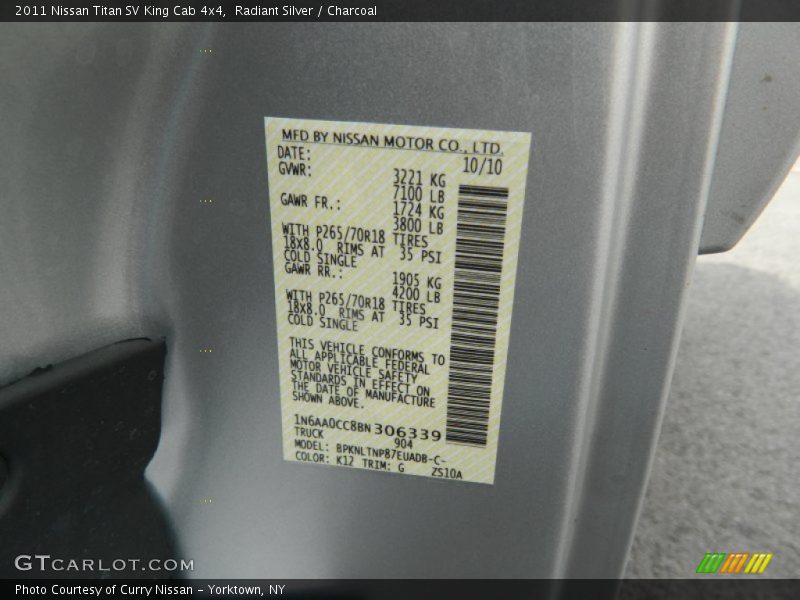 2011 Nissan Titan SV King Cab 4x4, Radiant Silver / Charcoal
MFD BY NISSAN MOTOR CO., LTD.
DATE: 10/10
GVWR: 3221 KG
7100 LB
GAWR FR.: 1724 KG
3800 LB
WITH P265/70R18 TIRES
18X8.0 RIMS AT 35 PSI
COLD SINGLE
GAWR RR.: 1905 KG
4200 LB
WITH P265/70R18 TIRES
18X8.0 RIMS AT 35 PSI
COLD SINGLE
THIS VEHICLE CONFORMS TO
ALL APPLICABLE FEDERAL
MOTOR VEHICLE SAFETY
STANDARDS IN EFFECT ON
THE DATE OF MANUFACTURE
SHOWN ABOVE.
1N6AA0CC8BN306339
TRUCK 904
MODEL: BPKNLTNP87EUADB-C-
COLOR: K12 TRIM: G ZS10A
GTCARLOT.COM
Photo Courtesy of Curry Nissan - Yorktown, NY